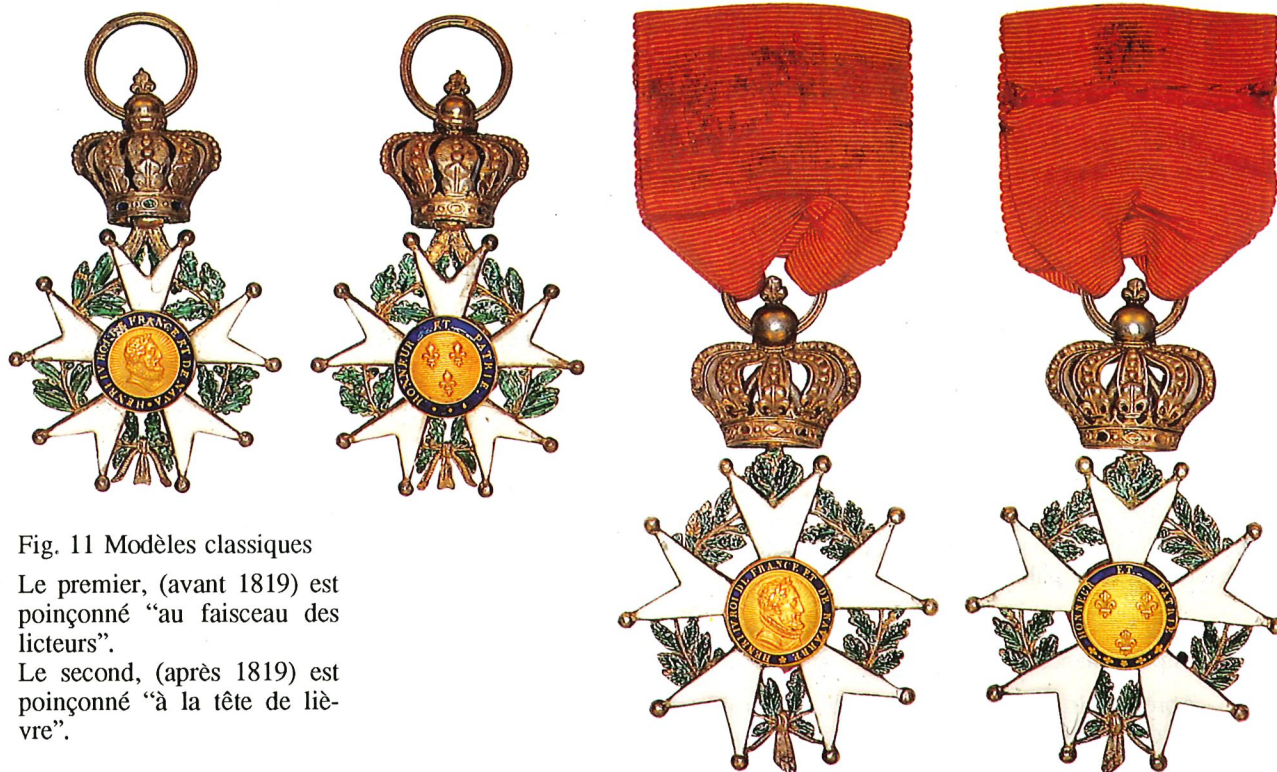 HENRI IV ROI DE FRANCE ET DE NAVA
HONNEUR ET PATRIE
HENRI IV ROI DE FRANCE ET DE NAVARRE
HONNEUR ET PATRIE
Fig. 11 Modèles classiques
Le premier, (avant 1819) est
poinçonné “au faisceau des
licteurs”.
Le second, (après 1819) est
poinçonné “à la tête de liè-
vre”.